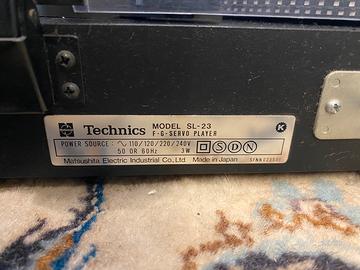 Technics MODEL SL-23
F·G·SERVO PLAYER
POWER SOURCE: ∿ 110/120/220/240V
50 OR 60Hz 3W
S D N
K
Matsushita Electric Industrial Co., Ltd. Made in Japan